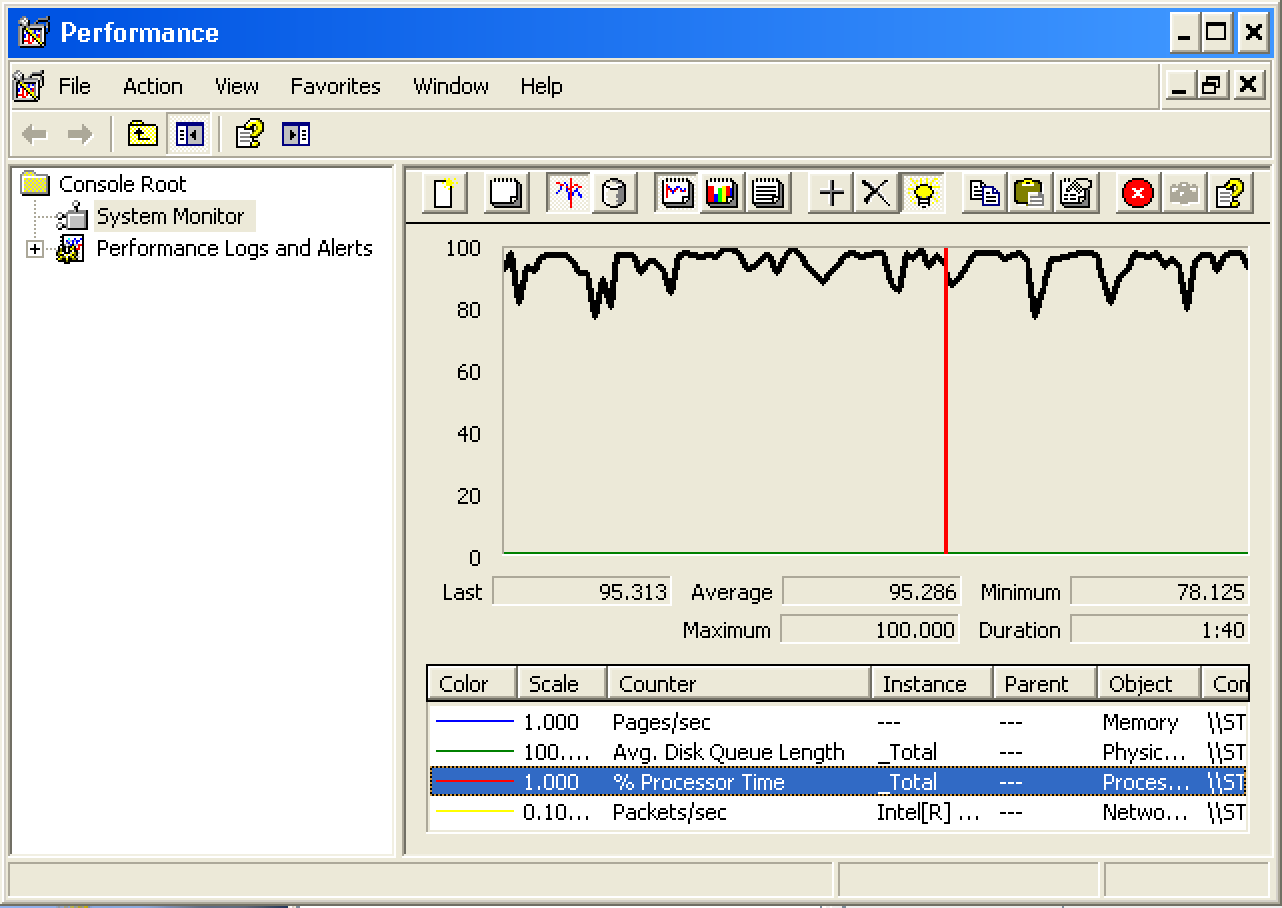 Performance
File Action View Favorites Window Help
Console Root
System Monitor
Performance Logs and Alerts
100
80
60
40
20
0
Last 95.313 Average 95.286 Minimum 78.125
Maximum 100.000 Duration 1:40
Color Scale Counter Instance Parent Object Con
1.000 Pages/sec --- --- Memory \\ST
100.... Avg. Disk Queue Length _Total --- Physic... \\ST
1.000 % Processor Time _Total --- Proces... \\ST
0.10... Packets/sec Intel[R] ... --- Netwo... \\ST